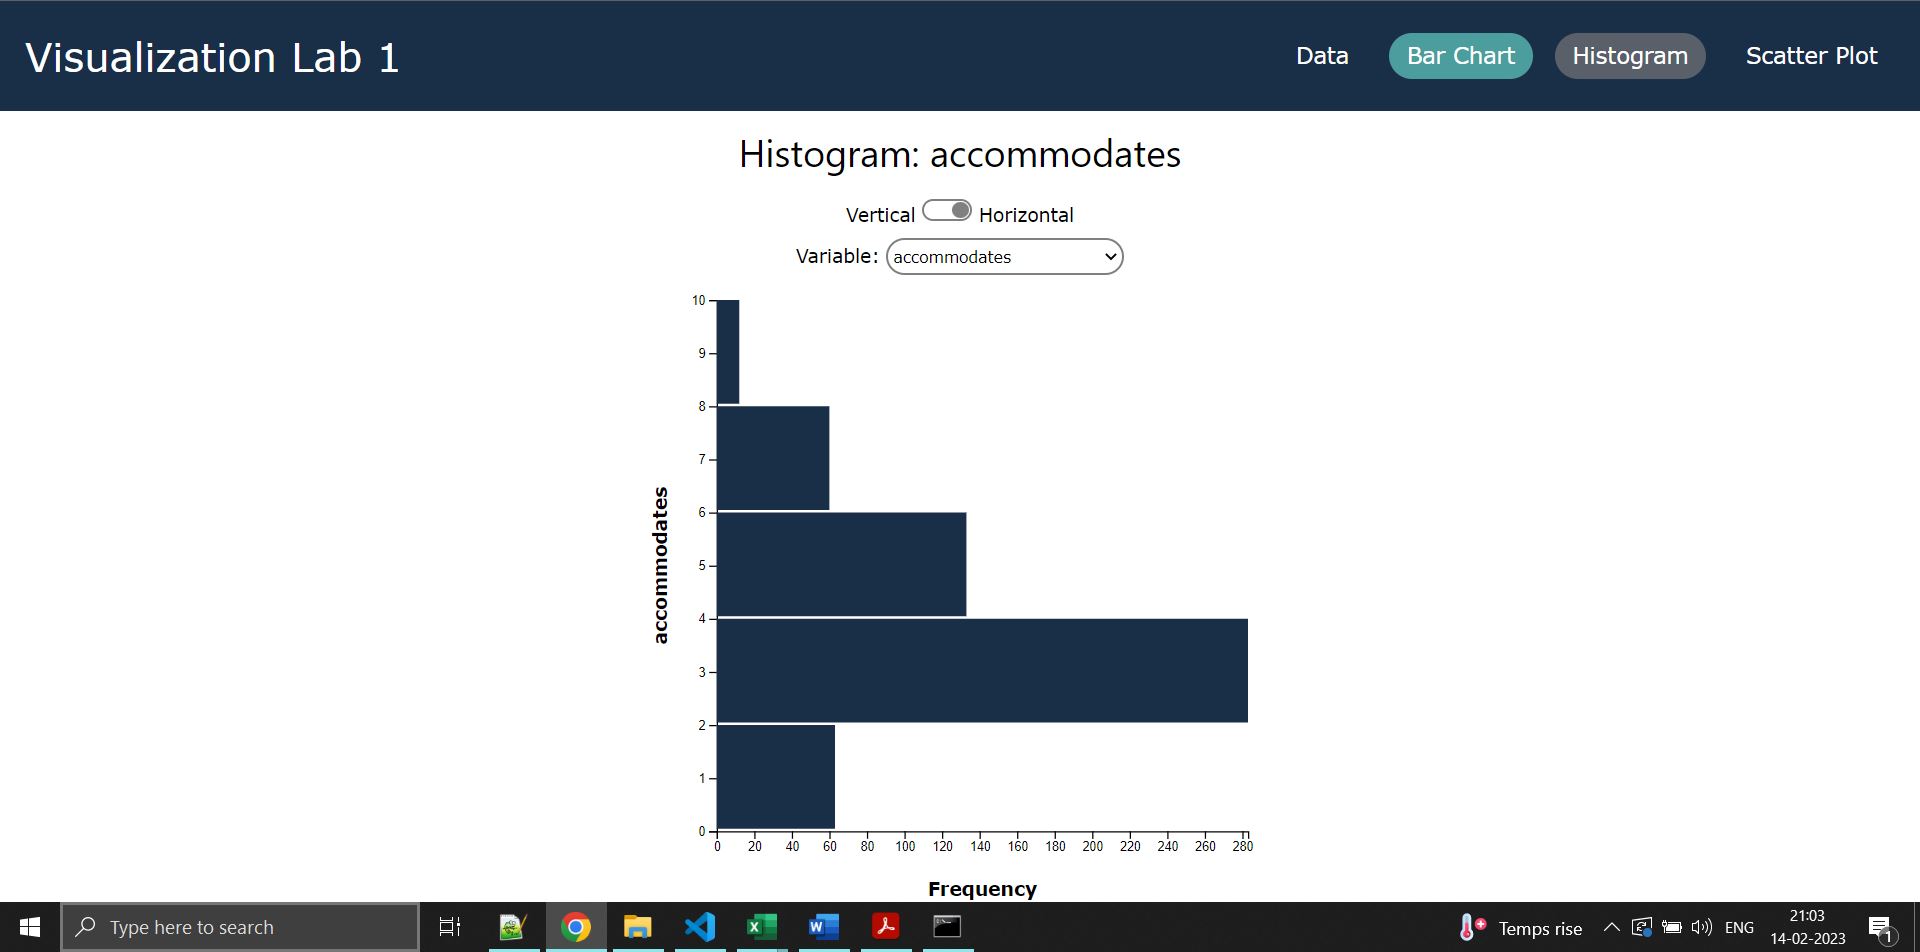 Visualization Lab 1
Data Bar Chart Histogram Scatter Plot
Histogram: accommodates
Vertical Horizontal
Variable: accommodates
10
9
8
7
6
5
4
3
2
1
0
accommodates
0 20 40 60 80 100 120 140 160 180 200 220 240 260 280
Frequency
Type here to search
Temps rise
ENG
21:03
14-02-2023
1